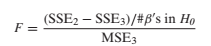 F = (SSE₂ − SSE₃)/#β's in H₀
MSE₃